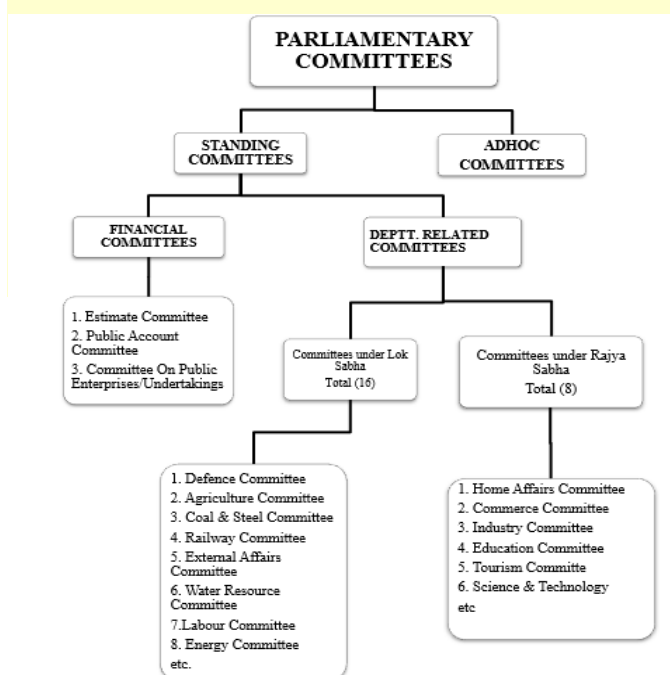 PARLIAMENTARY
COMMITTEES
STANDING
COMMITTEES
ADHOC
COMMITTEES
FINANCIAL
COMMITTEES
DEPTT. RELATED
COMMITTEES
1. Estimate Committee
2. Public Account
Committee
3. Committee On Public
Enterprises/Undertakings
Committees under Lok
Sabha
Total (16)
Committees under Rajya
Sabha
Total (8)
1. Defence Committee
2. Agriculture Committee
3. Coal & Steel Committee
4. Railway Committee
5. External Affairs
Committee
6. Water Resource
Committee
7.Labour Committee
8. Energy Committee
etc.
1. Home Affairs Committee
2. Commerce Committee
3. Industry Committee
4. Education Committee
5. Tourism Committe
6. Science & Technology
etc